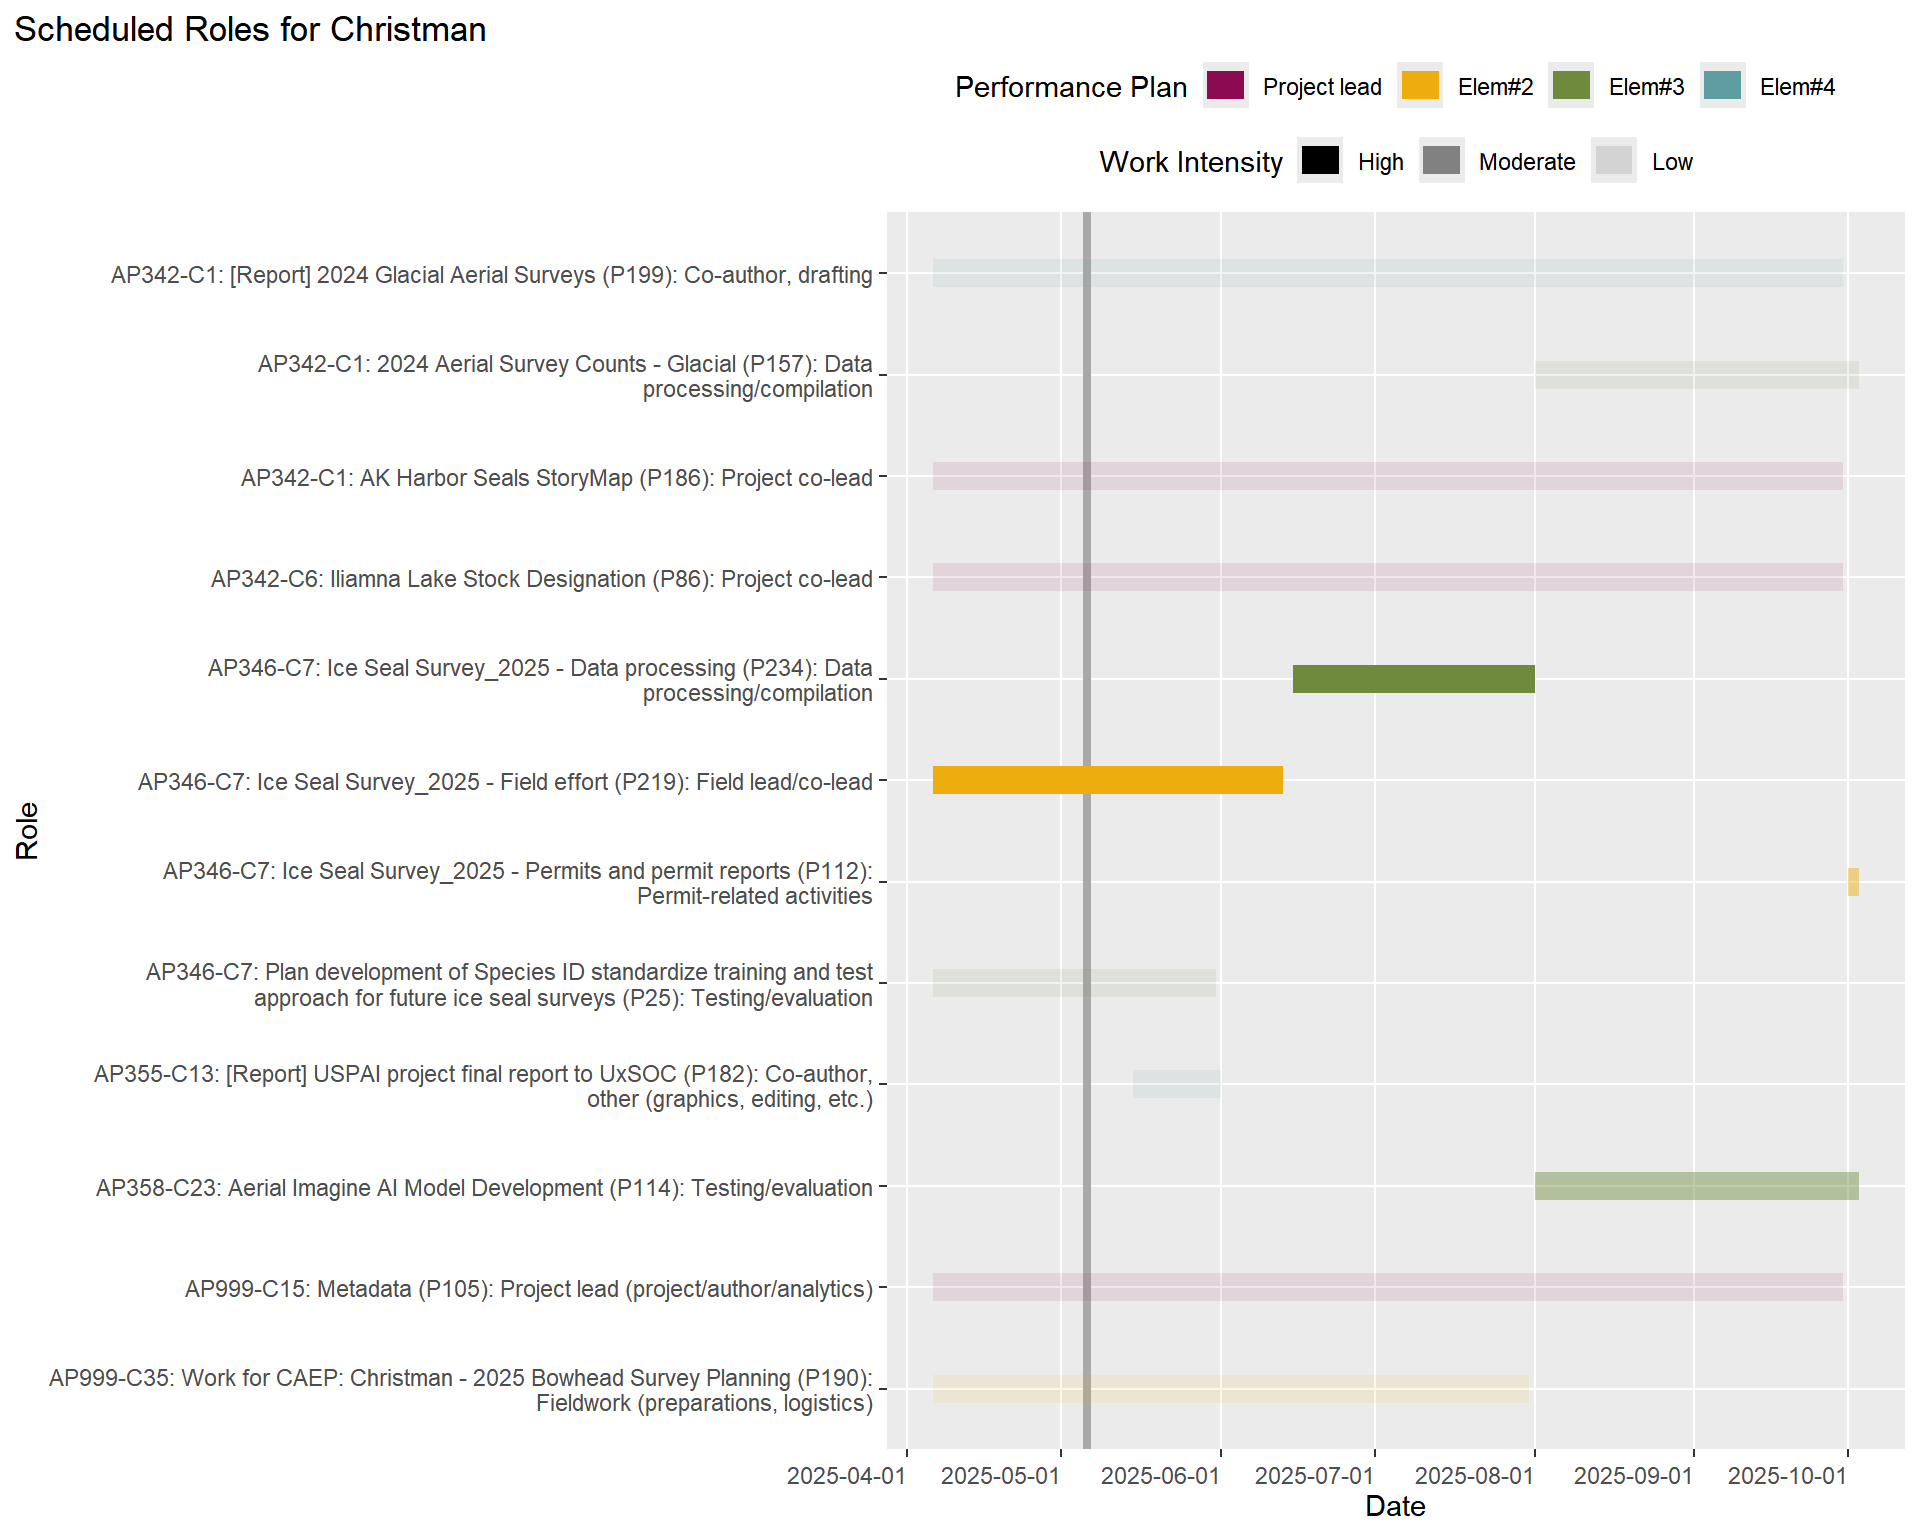 Scheduled Roles for Christman
Performance Plan Project lead Elem#2 Elem#3 Elem#4
Work Intensity High Moderate Low
AP342-C1: [Report] 2024 Glacial Aerial Surveys (P199): Co-author, drafting
AP342-C1: 2024 Aerial Survey Counts - Glacial (P157): Data
processing/compilation
AP342-C1: AK Harbor Seals StoryMap (P186): Project co-lead
AP342-C6: Iliamna Lake Stock Designation (P86): Project co-lead
AP346-C7: Ice Seal Survey_2025 - Data processing (P234): Data
processing/compilation
AP346-C7: Ice Seal Survey_2025 - Field effort (P219): Field lead/co-lead
Role
AP346-C7: Ice Seal Survey_2025 - Permits and permit reports (P112):
Permit-related activities
AP346-C7: Plan development of Species ID standardize training and test
approach for future ice seal surveys (P25): Testing/evaluation
AP355-C13: [Report] USPAI project final report to UxSOC (P182): Co-author,
other (graphics, editing, etc.)
AP358-C23: Aerial Imagine AI Model Development (P114): Testing/evaluation
AP999-C15: Metadata (P105): Project lead (project/author/analytics)
AP999-C35: Work for CAEP: Christman - 2025 Bowhead Survey Planning (P190):
Fieldwork (preparations, logistics)
2025-04-01 2025-05-01 2025-06-01 2025-07-01 2025-08-01 2025-09-01 2025-10-01
Date